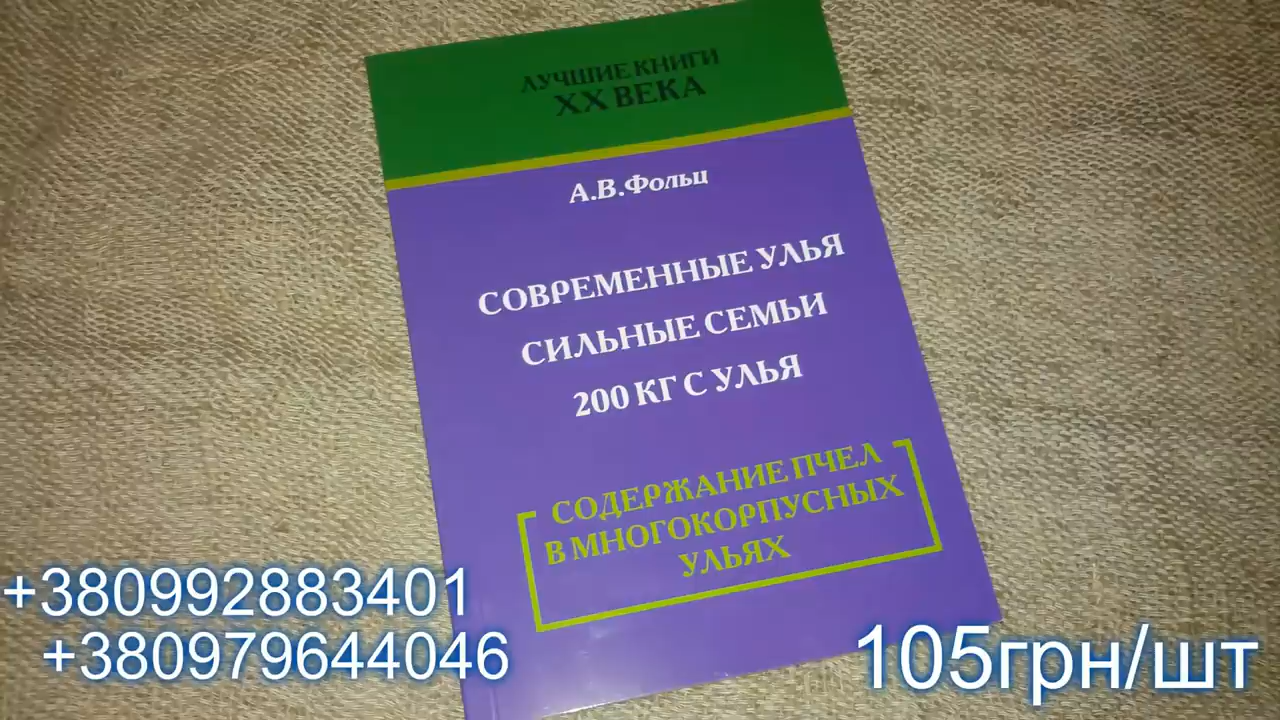 ЛУЧШИЕ КНИГИ
XX ВЕКА
А.В.Фольц
СОВРЕМЕННЫЕ УЛЬЯ
СИЛЬНЫЕ СЕМЬИ
200 КГ С УЛЬЯ
СОДЕРЖАНИЕ ПЧЕЛ
В МНОГОКОРПУСНЫХ
УЛЬЯХ
+380992883401
+380979644046
105грн/шт